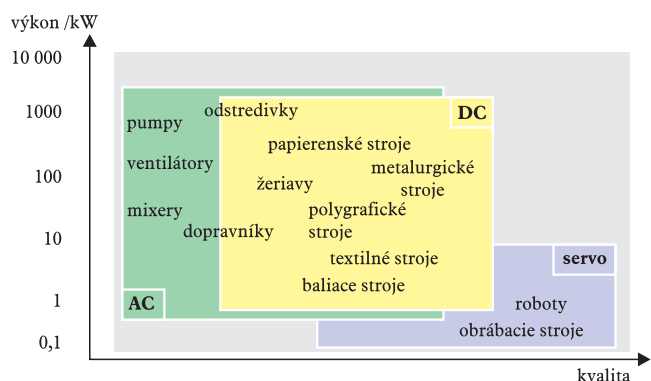 výkon /kW
10 000
1000
100
10
1
0,1
odstredivky
DC
pumpy
papierenské stroje
ventilátory
metalurgické
stroje
žeriavy
mixery
polygrafické
stroje
dopravníky
textilné stroje
servo
baliace stroje
AC
roboty
obrábacie stroje
kvalita